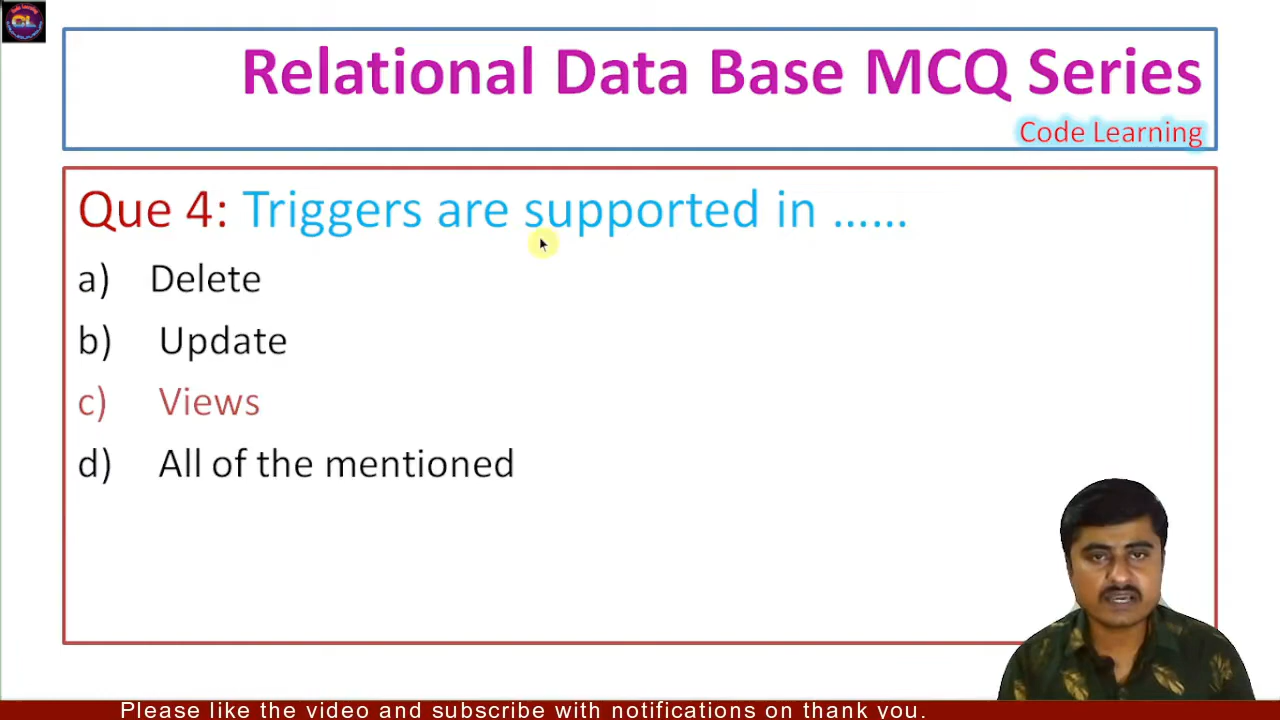 Relational Data Base MCQ Series
Code Learning
Que 4: Triggers are supported in ......
a) Delete
b) Update
c) Views
d) All of the mentioned
Please like the video and subscribe with notifications on thank you.